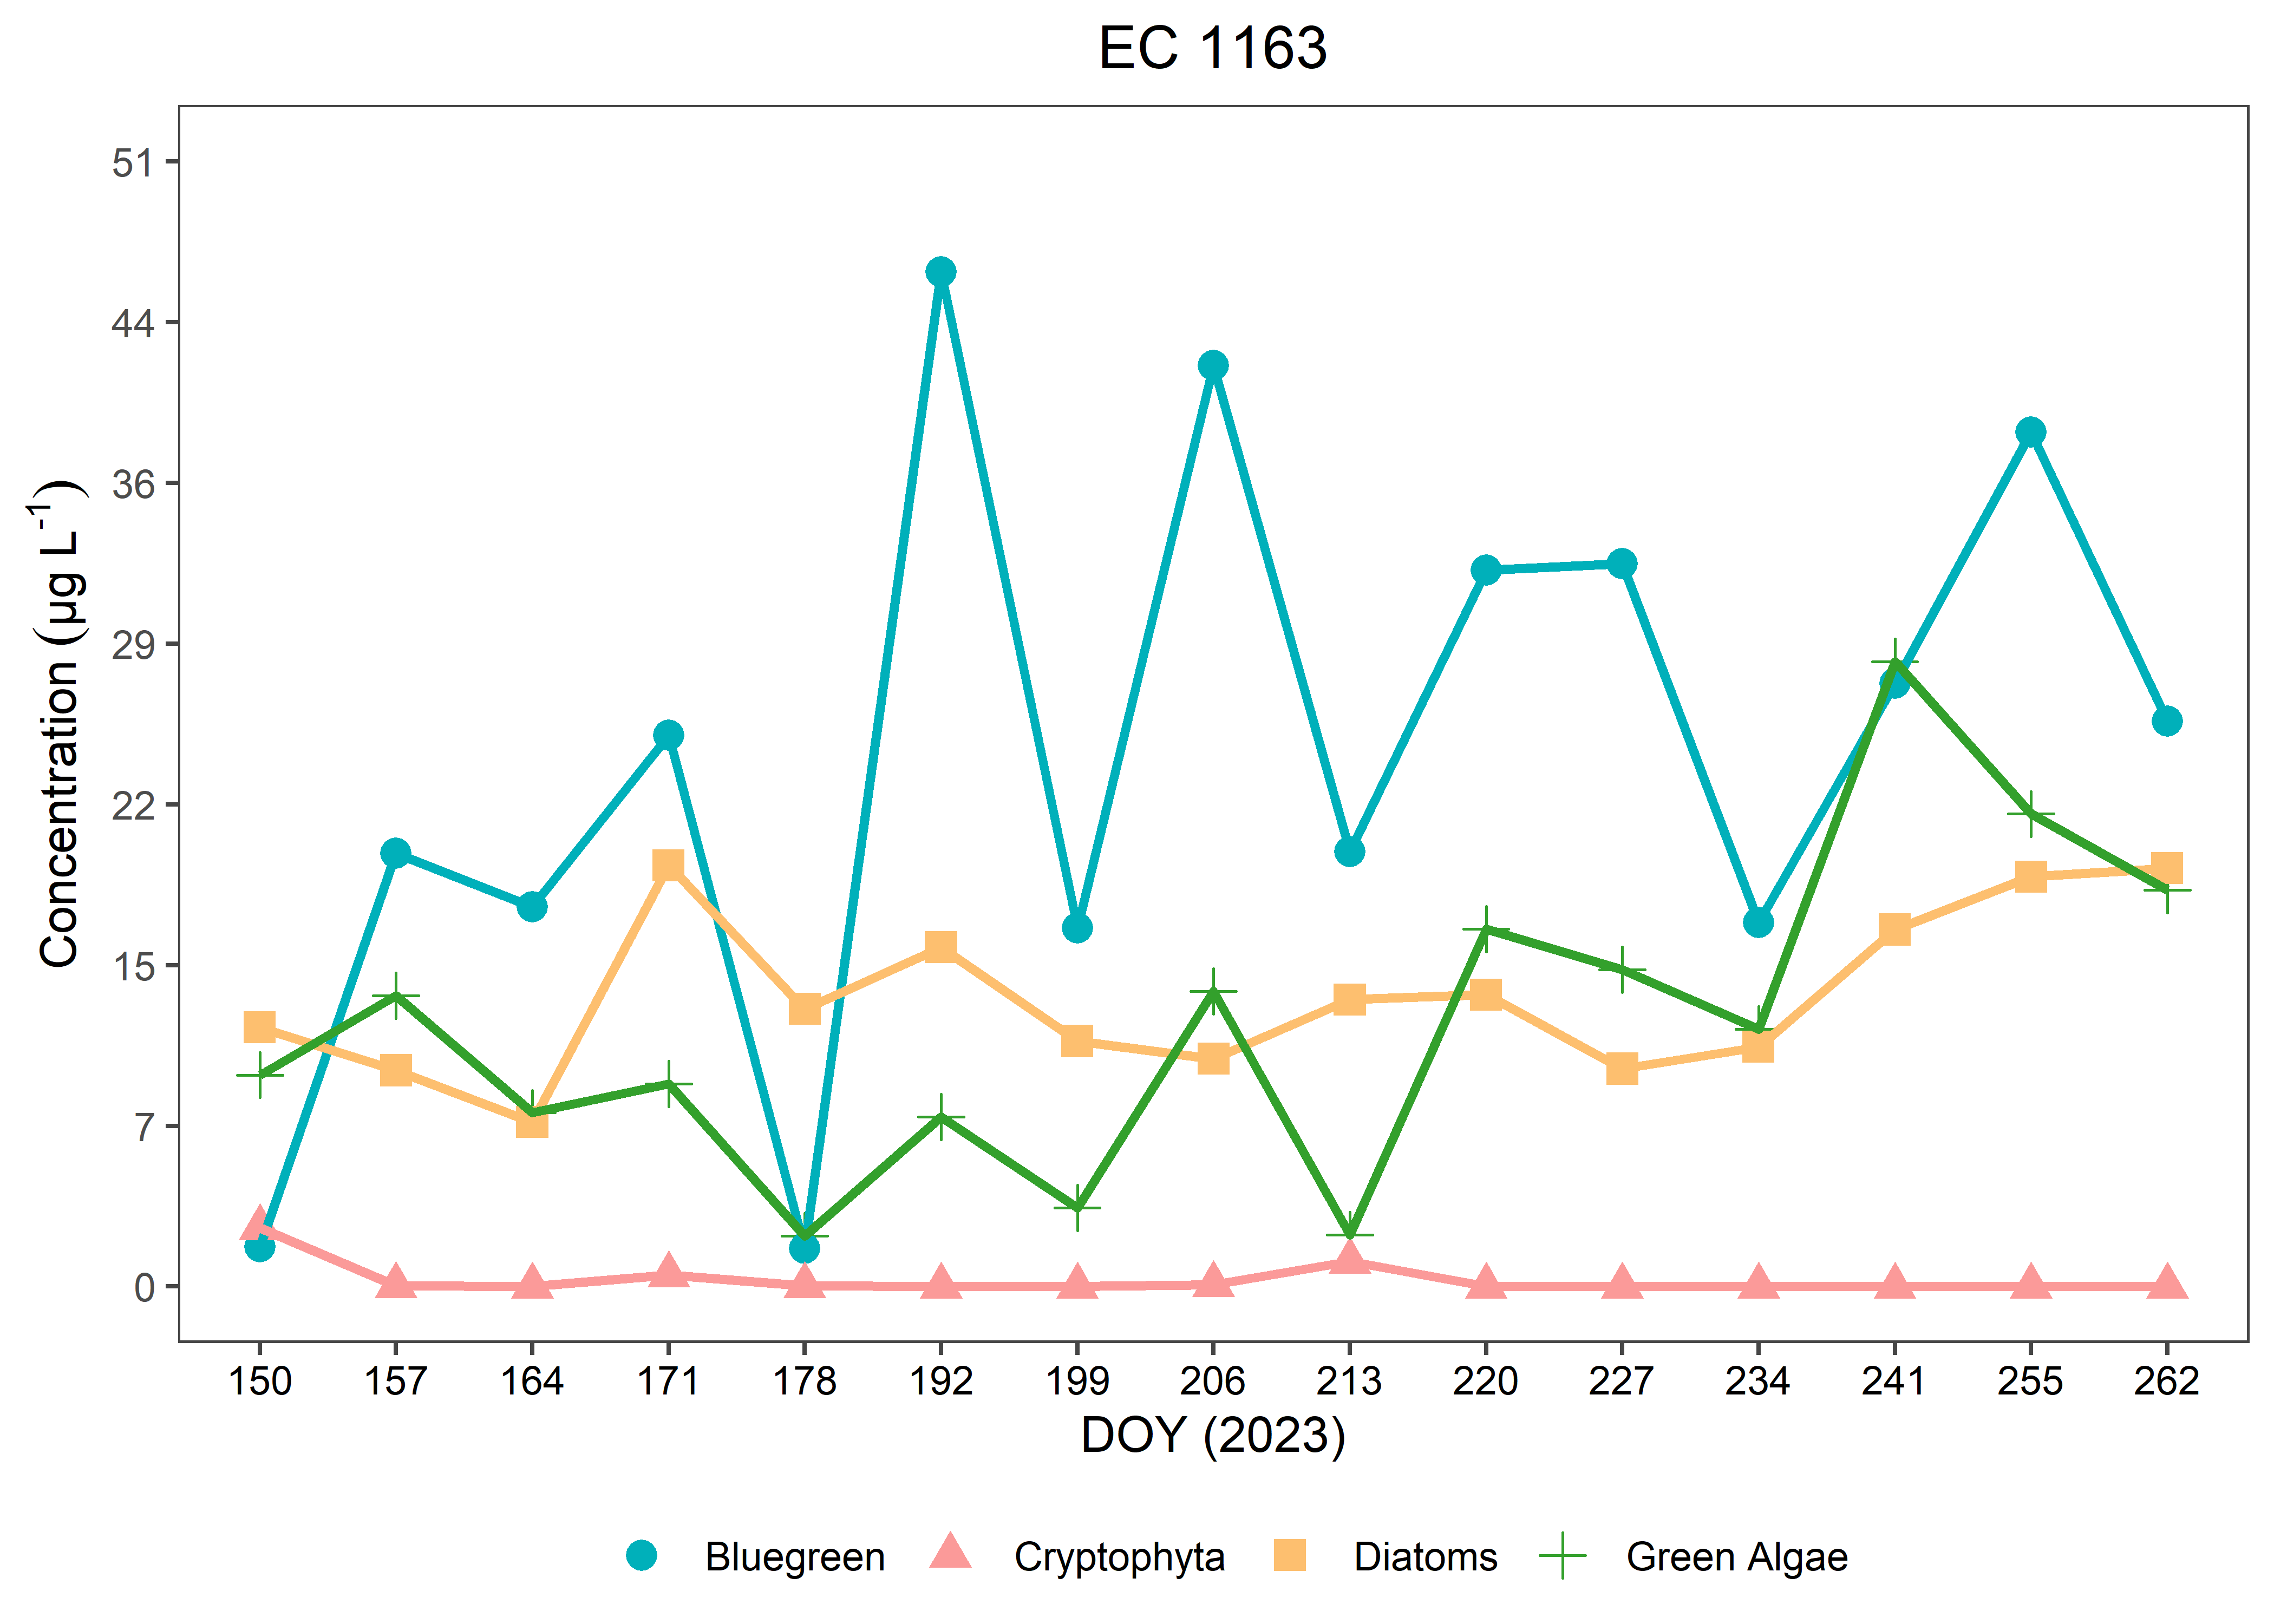 EC 1163
51
44
36
29
22
15
7
0
Concentration (µg L⁻¹)
150 157 164 171 178 192 199 206 213 220 227 234 241 255 262
DOY (2023)
Bluegreen Cryptophyta Diatoms Green Algae